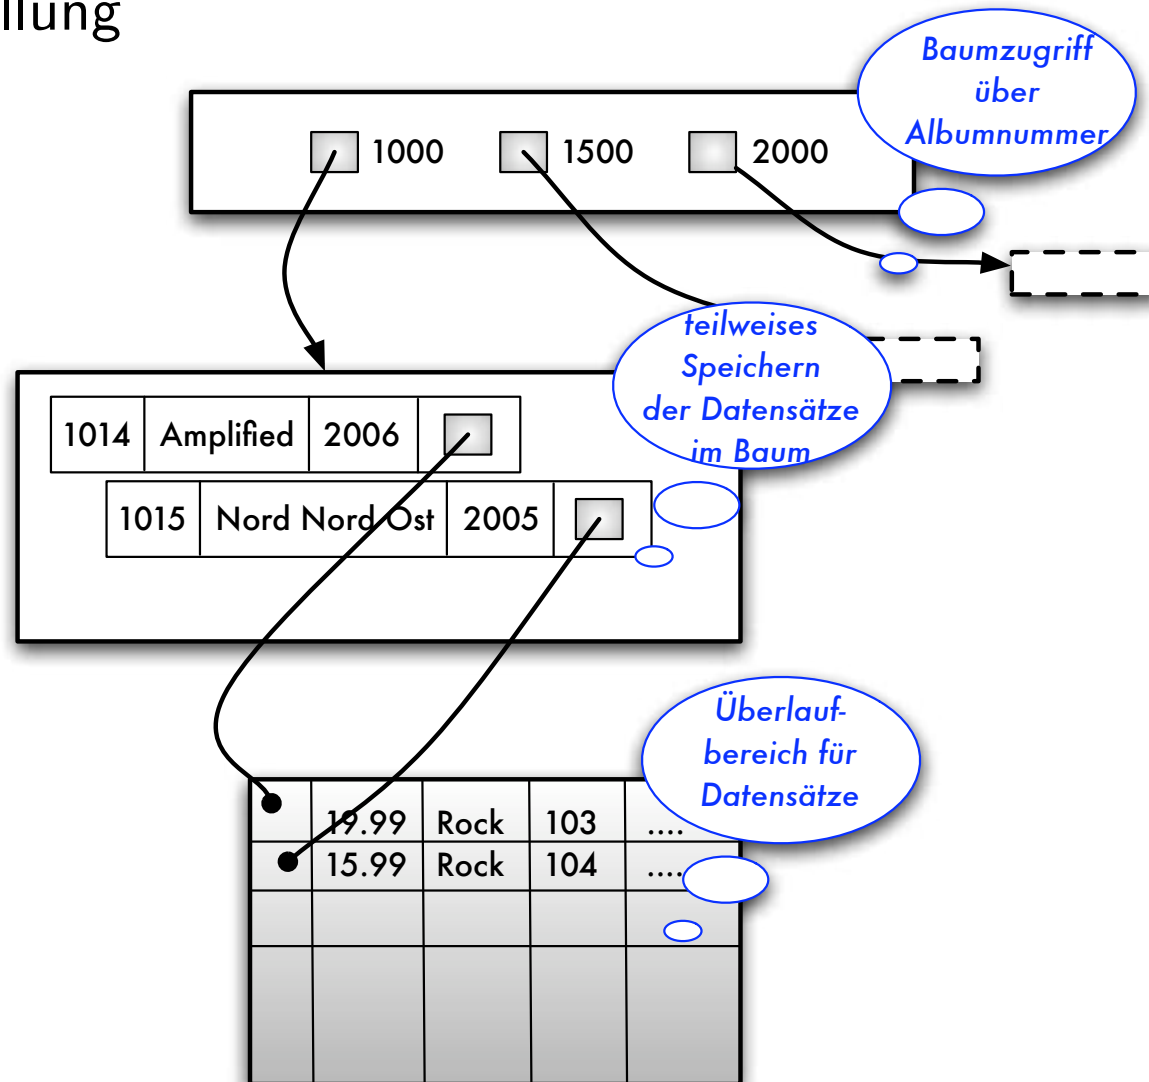 llung
Baumzugriff
über
Albumnummer
1000 1500 2000
teilweises
Speichern
der Datensätze
im Baum
1014 Amplified 2006
1015 Nord Nord Ost 2005
Überlauf-
bereich für
Datensätze
19.99 Rock 103 ....
15.99 Rock 104 ....